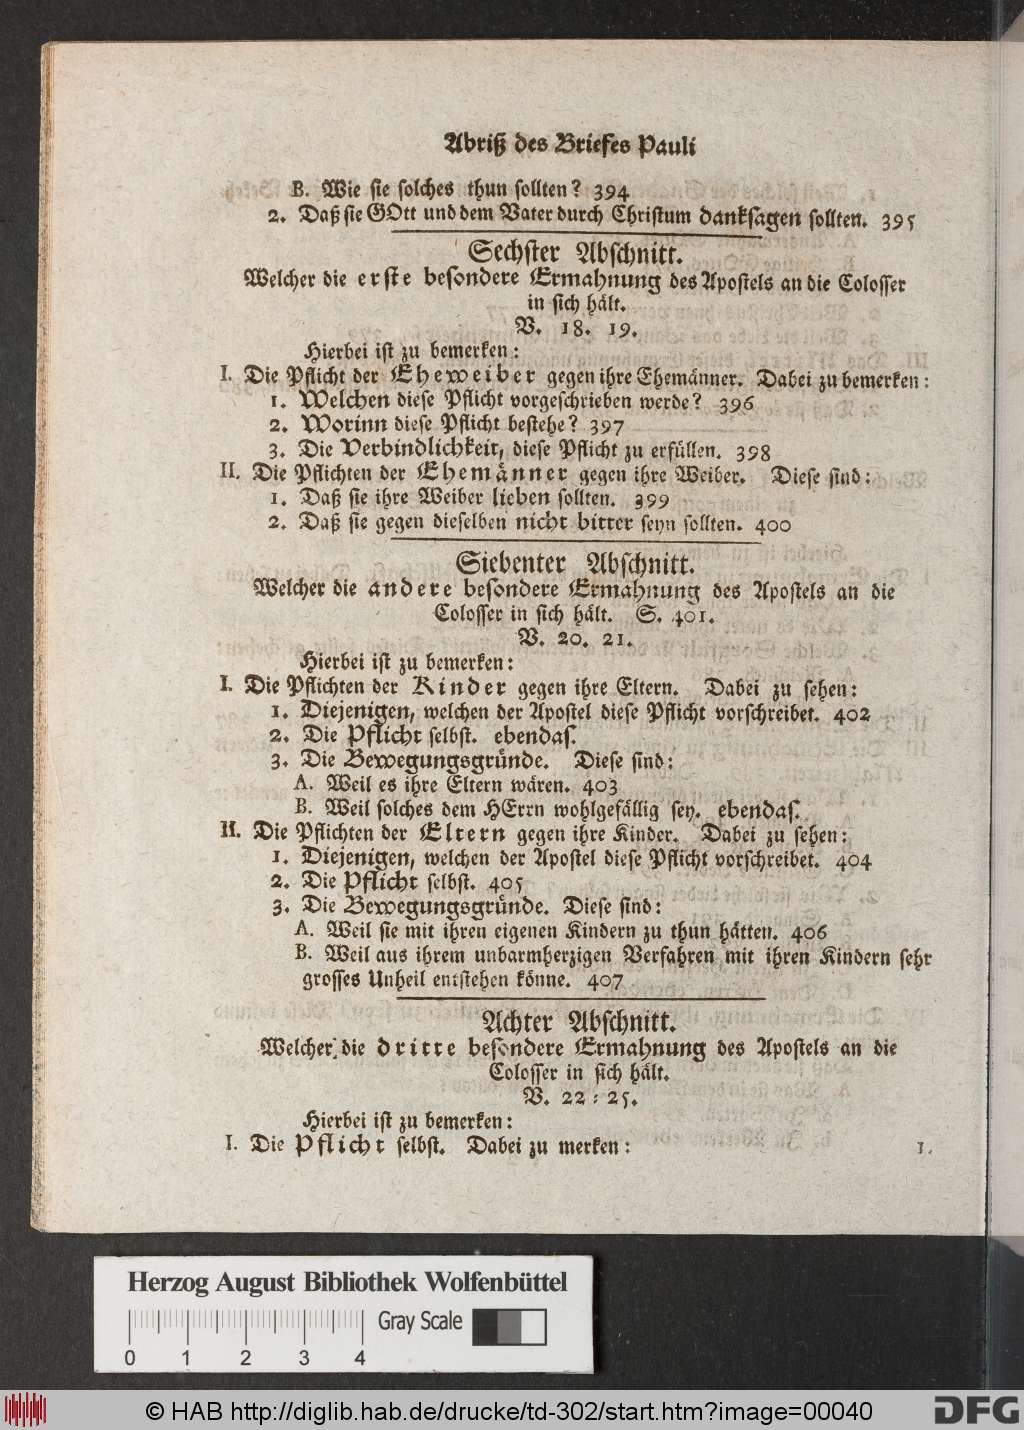 Abriß des Briefes Pauli
B. Wie sie solches thun sollten? 394
2. Daß sie GOtt und dem Vater durch Christum danksagen sollten. 395
Sechster Abschnitt.
Welcher die erste besondere Ermahnung des Apostels an die Colosser
in sich hält.
V. 18. 19.
Hierbei ist zu bemerken:
I. Die Pflicht der Eheweiber gegen ihre Ehemänner. Dabei zu bemerken:
1. Welchen diese Pflicht vorgeschrieben werde? 396
2. Worinn diese Pflicht bestehe? 397
3. Die Verbindlichkeit, diese Pflicht zu erfüllen. 398
II. Die Pflichten der Ehemänner gegen ihre Weiber. Diese sind:
1. Daß sie ihre Weiber lieben sollten. 399
2. Daß sie gegen dieselben nicht bitter seyn sollten. 400
Siebenter Abschnitt.
Welcher die andere besondere Ermahnung des Apostels an die
Colosser in sich hält. S. 401.
V. 20. 21.
Hierbei ist zu bemerken:
I. Die Pflichten der Kinder gegen ihre Eltern. Dabei zu sehen:
1. Diejenigen, welchen der Apostel diese Pflicht vorschreibet. 402
2. Die Pflicht selbst. ebendas.
3. Die Bewegungsgründe. Diese sind:
A. Weil es ihre Eltern wären. 403
B. Weil solches dem HErrn wohlgefällig sey. ebendas.
II. Die Pflichten der Eltern gegen ihre Kinder. Dabei zu sehen:
1. Diejenigen, welchen der Apostel diese Pflicht vorschreibet. 404
2. Die Pflicht selbst. 405
3. Die Bewegungsgründe. Diese sind:
A. Weil sie mit ihren eigenen Kindern zu thun hätten. 406
B. Weil aus ihrem unbarmherzigen Verfahren mit ihren Kindern sehr
grosses Unheil entstehen könne. 407
Achter Abschnitt.
Welcher die dritte besondere Ermahnung des Apostels an die
Colosser in sich hält.
V. 22 : 25.
Hierbei ist zu bemerken:
I. Die Pflicht selbst. Dabei zu merken:
1.
Herzog August Bibliothek Wolfenbüttel
Gray Scale
0 1 2 3 4
© HAB http://diglib.hab.de/drucke/td-302/start.htm?image=00040
DFG